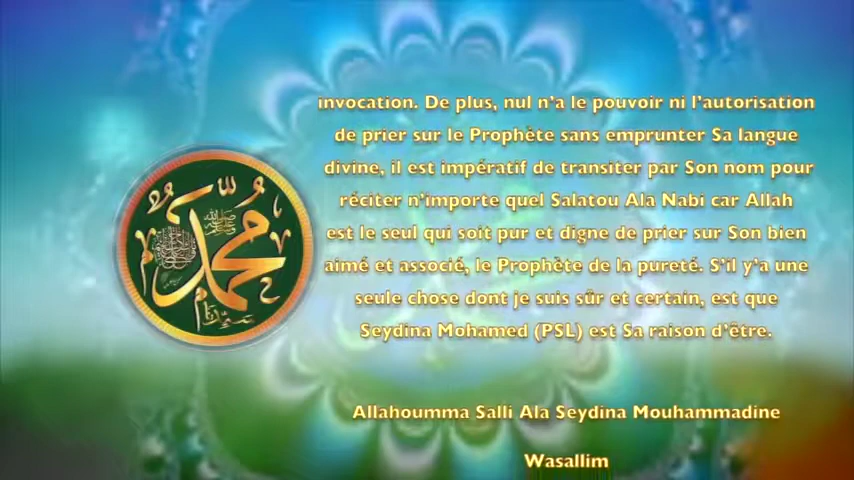 invocation. De plus, nul n'a le pouvoir ni l'autorisation
de prier sur le Prophète sans emprunter Sa langue
divine, il est impératif de transiter par Son nom pour
réciter n'importe quel Salatou Ala Nabi car Allah
est le seul qui soit pur et digne de prier sur Son bien
aimé et associé, le Prophète de la pureté. S'il y'a une
seule chose dont je suis sûr et certain, est que
Seydina Mohamed (PSL) est Sa raison d'être.
محمد
Allahoumma Salli Ala Seydina Mouhammadine
Wasallim